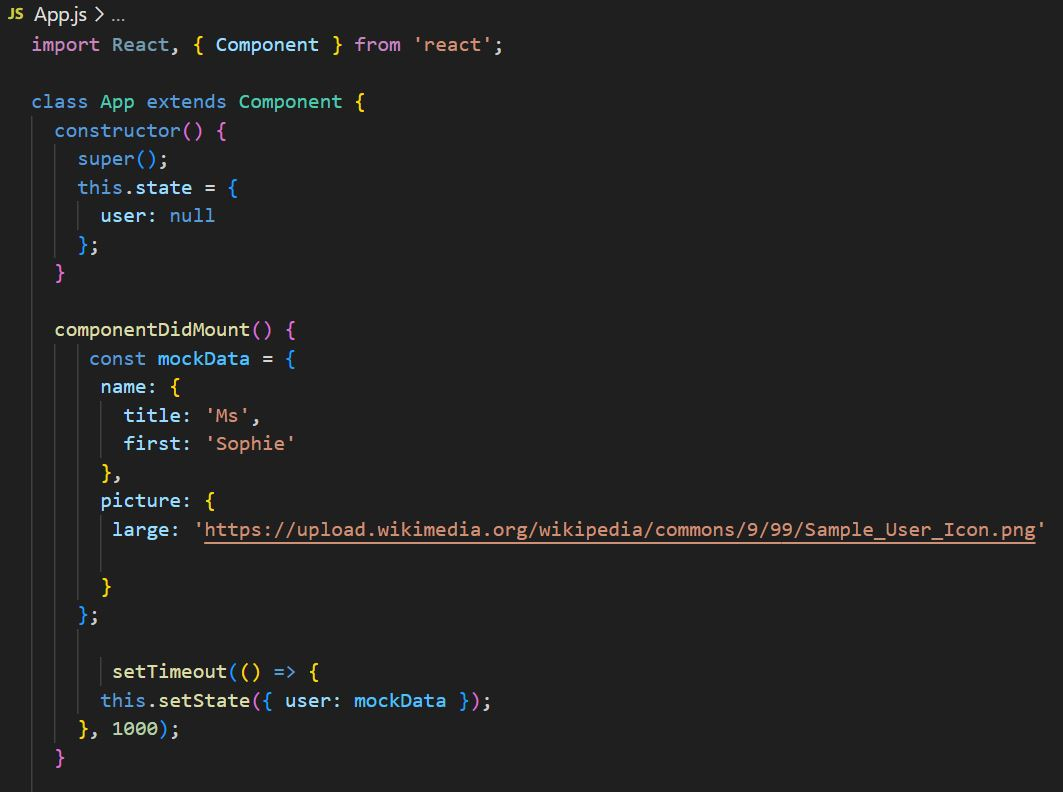 JS App.js > ...
import React, { Component } from 'react';
class App extends Component {
constructor() {
super();
this.state = {
user: null
};
}
componentDidMount() {
const mockData = {
name: {
title: 'Ms',
first: 'Sophie'
},
picture: {
large: 'https://upload.wikimedia.org/wikipedia/commons/9/99/Sample_User_Icon.png'
}
};
setTimeout(() => {
this.setState({ user: mockData });
}, 1000);
}